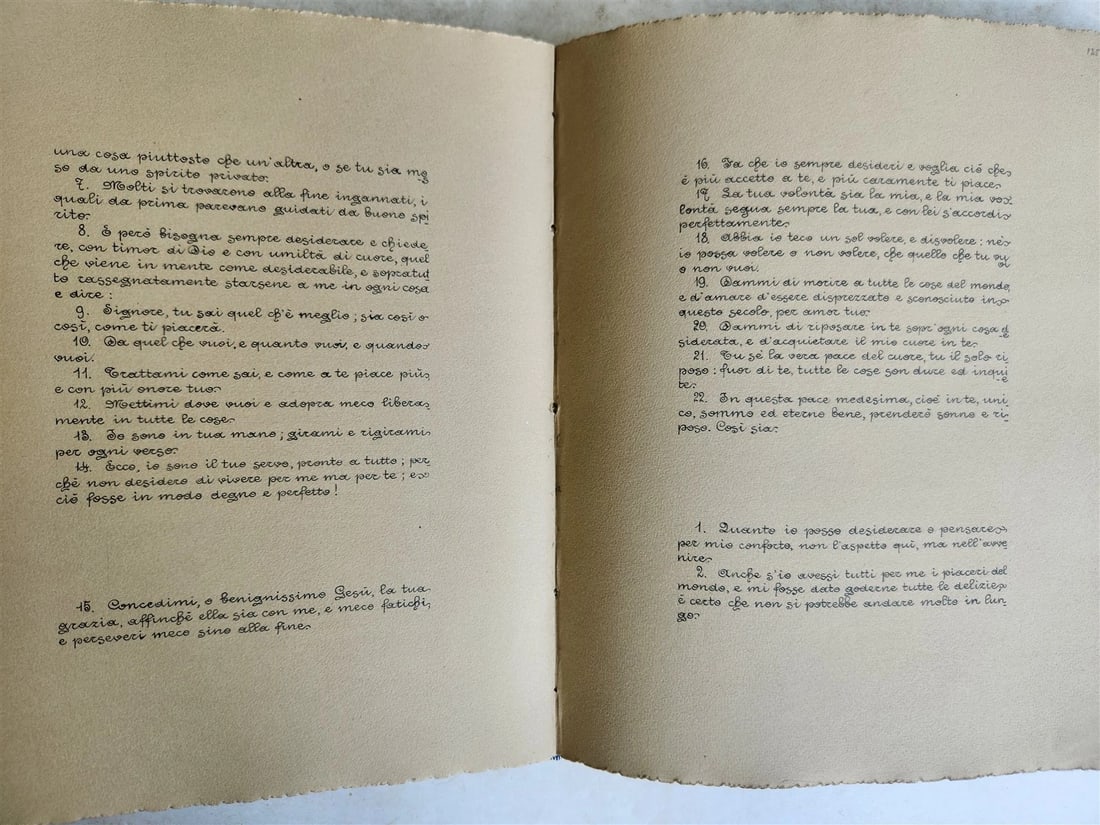 una cosa piuttosto che un'altra, o se tu sia mo
so da uno spirito privato.
7. Molti si trovarono alla fine ingannati, i
quali da prima parevano guidati da buono spi
rito.
8. E però bisogna sempre desiderare e chiede
re, con timor di Dio e con umiltà di cuore, quel
che viene in mente come desiderabile, e sopratut
to rassegnatamente starsene a me in ogni cosa
e dire:
9. Signore, tu sai quel ch'è meglio; sia così o
così, come ti piacerà.
10. Da quel che vuoi, e quanto vuoi, e quando
vuoi.
11. Trattami come sai, e come a te piace più,
e con più onore tuo.
12. Mettimi dove vuoi e adopra meco libera,
mente in tutte le cose.
13. Io sono in tua mano; girami e rigirami
per ogni verso.
14. Ecco, io sono il tuo servo, pronto a tutto; per
chè non desidero di vivere per me ma per te; e
ciò fosse in modo degno e perfetto!
15. Concedimi, o benignissimo Gesù, la tua
grazia, affinchè ella sia con me, e meco fatichi,
e perseveri meco sino alla fine.
125
16. Fa che io sempre desideri e voglia ciò che
è più accetto a te, e più caramente ti piace.
17. La tua volontà sia la mia, e la mia vo
lontà segua sempre la tua, e con lei s'accordi
perfettamente.
18. Abbia io teco un sol volere, e disvolere: nè
io possa volere o non volere, che quello che tu vu
oi
o non vuoi.
19. Dammi di morire a tutte le cose del mondo,
e d'amare d'essere disprezzato e sconosciuto in
questo secolo, per amor tuo.
20. Dammi di riposare in te sopr'ogni cosa d
e
siderata, e d'acquietare il mio cuore in te.
21. Tu se' la vera pace del cuore, tu il solo ri
poso: fuor di te, tutte le cose son dure ed inqui
e
te.
22. In questa pace medesima, cioè in te, uni
co, sommo ed eterno bene, prenderò sonno e ri
poso. Così sia.
1. Quanto io posso desiderare o pensare
per mio conforto, non l'aspetto qui, ma nell'avve
nire.
2. Anche s'io avessi tutti per me i piaceri del
mondo, e mi fosse dato goderne tutte le delizie,
è certo che non si potrebbe andare molto in lun
go.